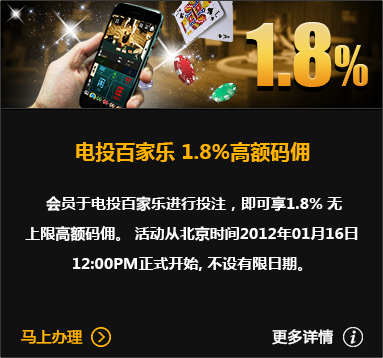 1.8%
电投百家乐 1.8%高额码佣
会员于电投百家乐进行投注，即可享1.8% 无
上限高额码佣。 活动从北京时间2012年01月16日
12:00PM正式开始, 不设有限日期。
马上办理
更多详情